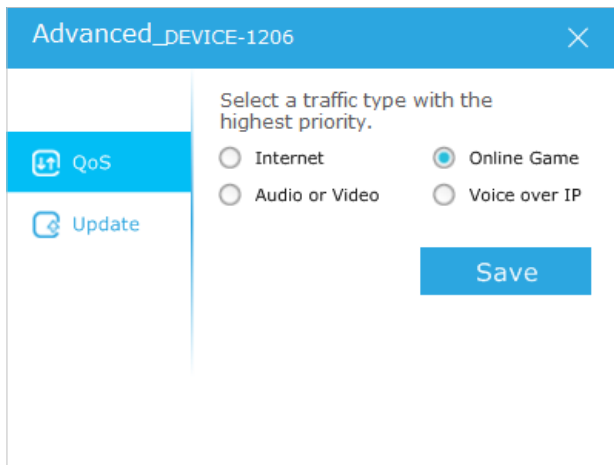 Advanced_DEVICE-1206
Select a traffic type with the
highest priority.
QoS
Internet
Online Game
Audio or Video
Voice over IP
Update
Save